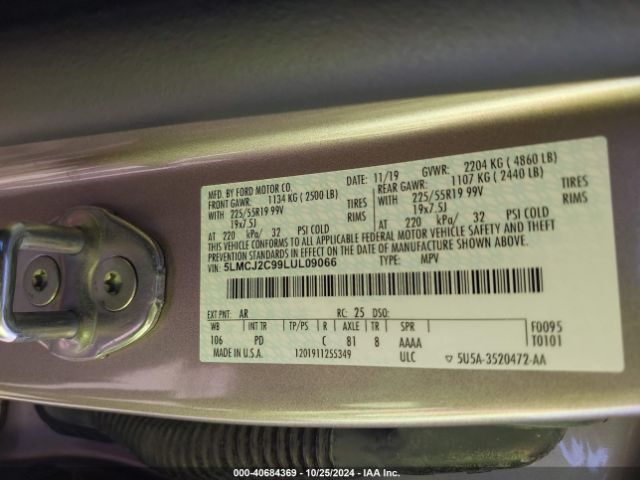 MFD. BY FORD MOTOR CO. DATE: 11/19 GVWR: 2204 KG ( 4860 LB)
FRONT GAWR: 1134 KG ( 2500 LB) REAR GAWR: 1107 KG ( 2440 LB)
WITH 225/55R19 99V TIRES WITH 225/55R19 99V TIRES
19x7.5J RIMS 19x7.5J RIMS
AT 220 kPa/ 32 PSI COLD AT 220 kPa/ 32 PSI COLD
THIS VEHICLE CONFORMS TO ALL APPLICABLE FEDERAL MOTOR VEHICLE SAFETY AND THEFT
PREVENTION STANDARDS IN EFFECT ON THE DATE OF MANUFACTURE SHOWN ABOVE.
VIN: 5LMCJ2C99LUL09066 TYPE: MPV
EXT PNT: AR RC: 25 DSO:
WB INT TR TP/PS R AXLE TR SPR F0095
106 PD C 81 8 AAAA T0101
MADE IN U.S.A. 1201911255349 ULC 5U5A-3520472-AA
000-40684369 • 10/25/2024 • IAA Inc.